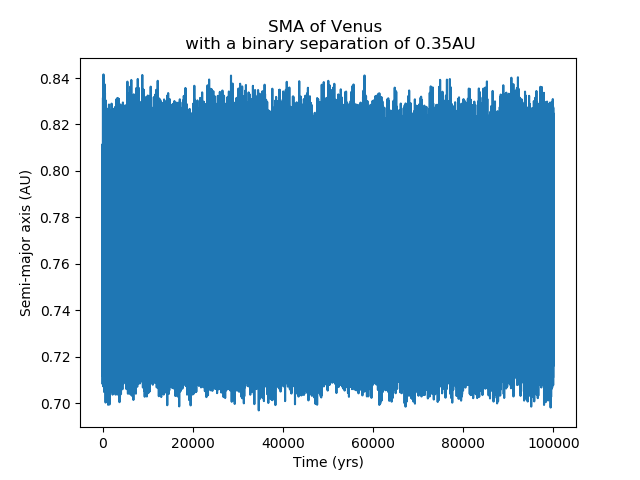 SMA of Venus
with a binary separation of 0.35AU
Semi-major axis (AU)
0.84
0.82
0.80
0.78
0.76
0.74
0.72
0.70
0 20000 40000 60000 80000 100000
Time (yrs)